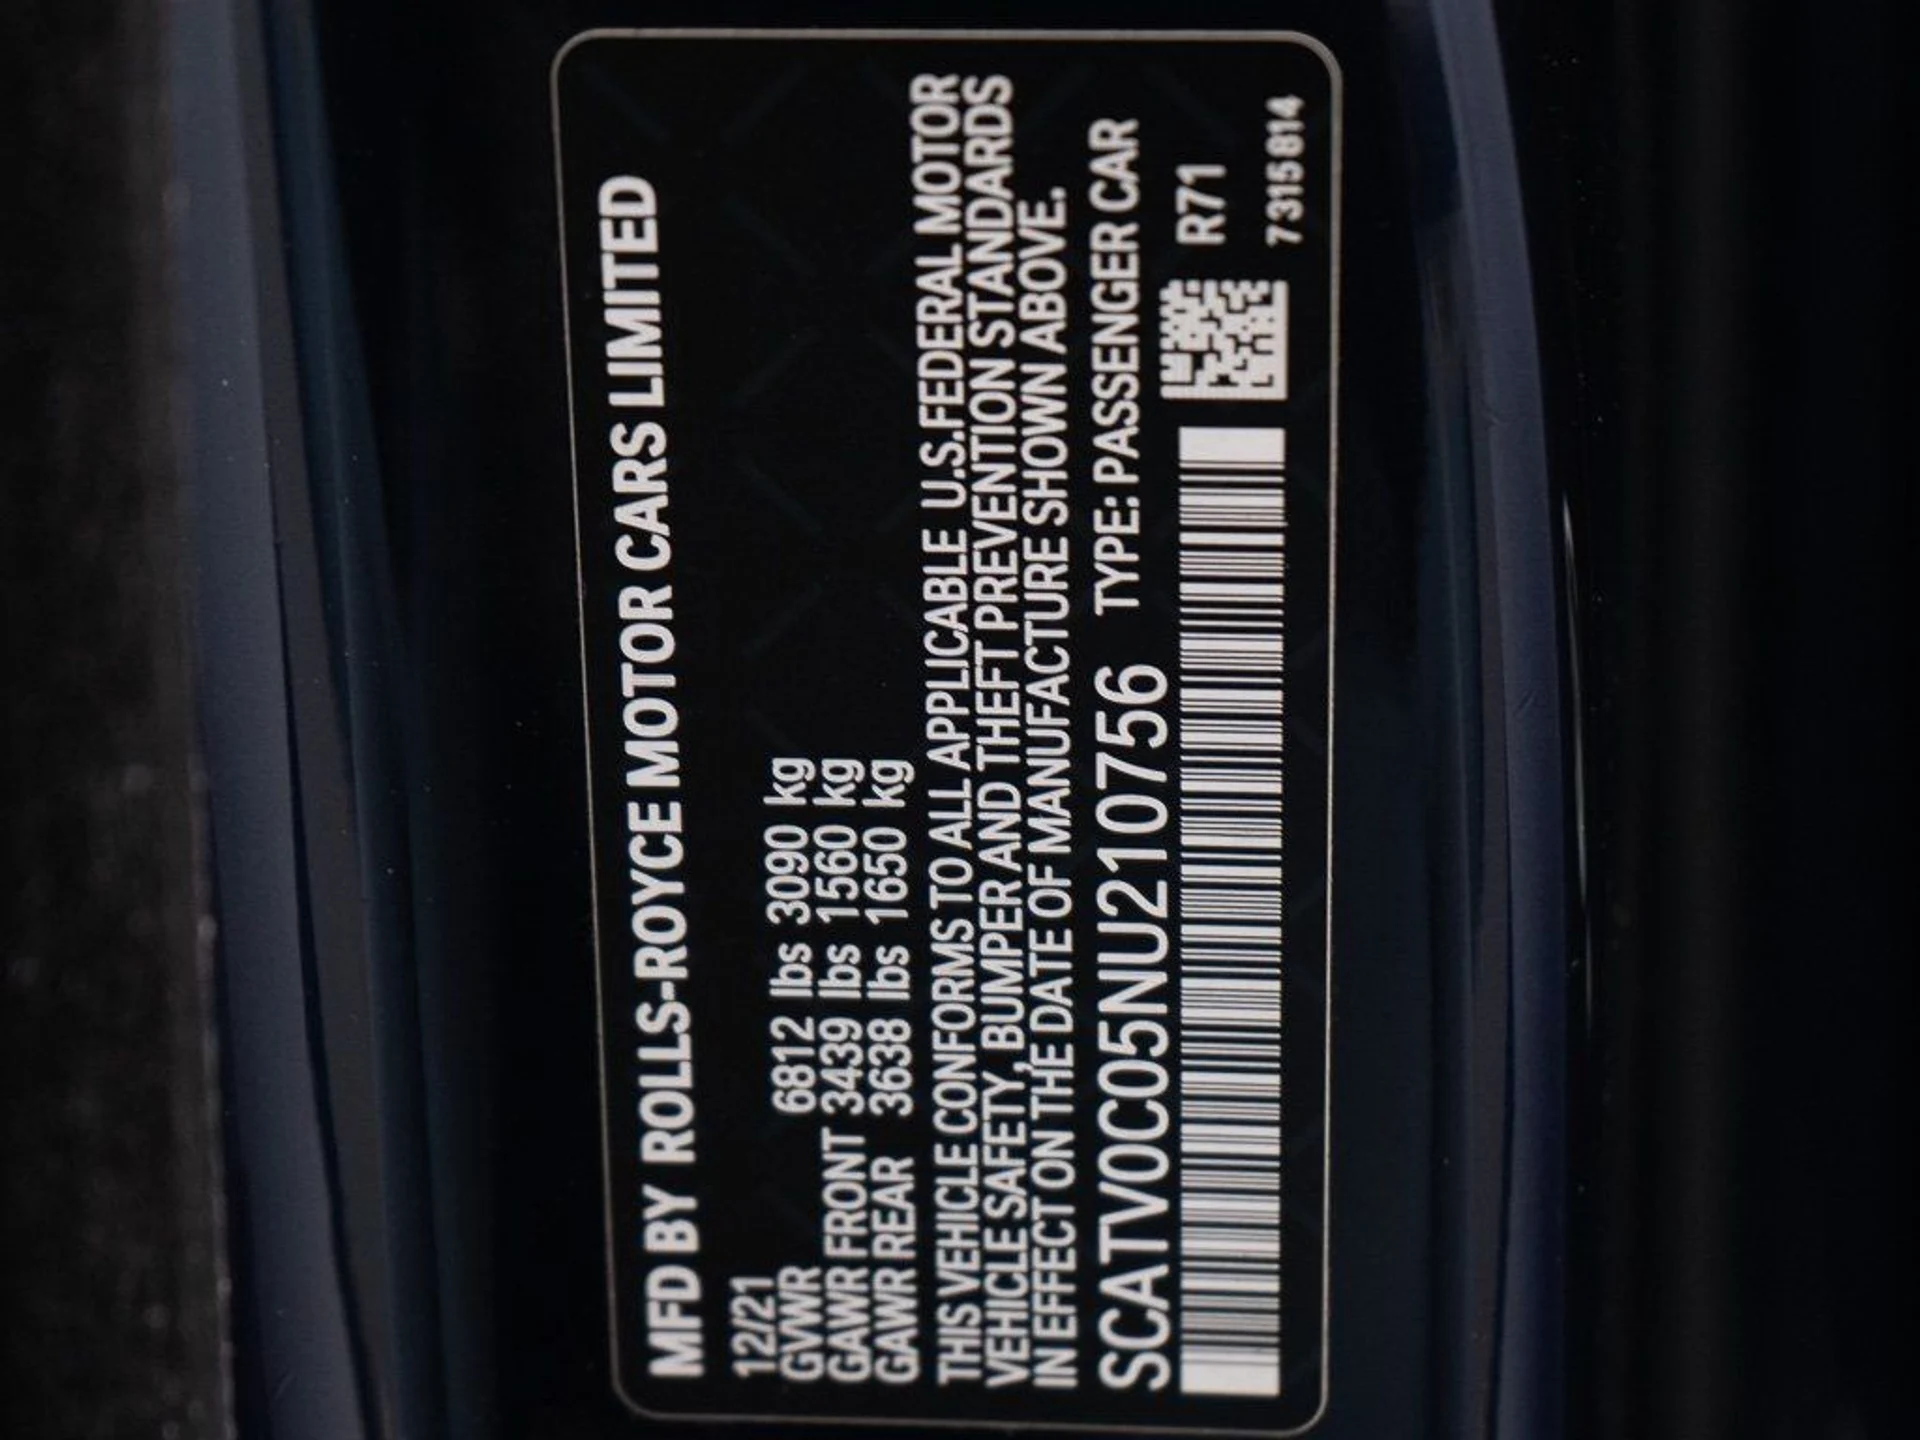 MFD BY ROLLS-ROYCE MOTOR CARS LIMITED
12/21
GVWR 6812 lbs 3090 kg
GAWR FRONT 3439 lbs 1560 kg
GAWR REAR 3638 lbs 1650 kg
THIS VEHICLE CONFORMS TO ALL APPLICABLE U.S.FEDERAL MOTOR
VEHICLE SAFETY, BUMPER AND THEFT PREVENTION STANDARDS
IN EFFECT ON THE DATE OF MANUFACTURE SHOWN ABOVE.
SCATV0C05NU210756 TYPE: PASSENGER CAR
R71
7315814